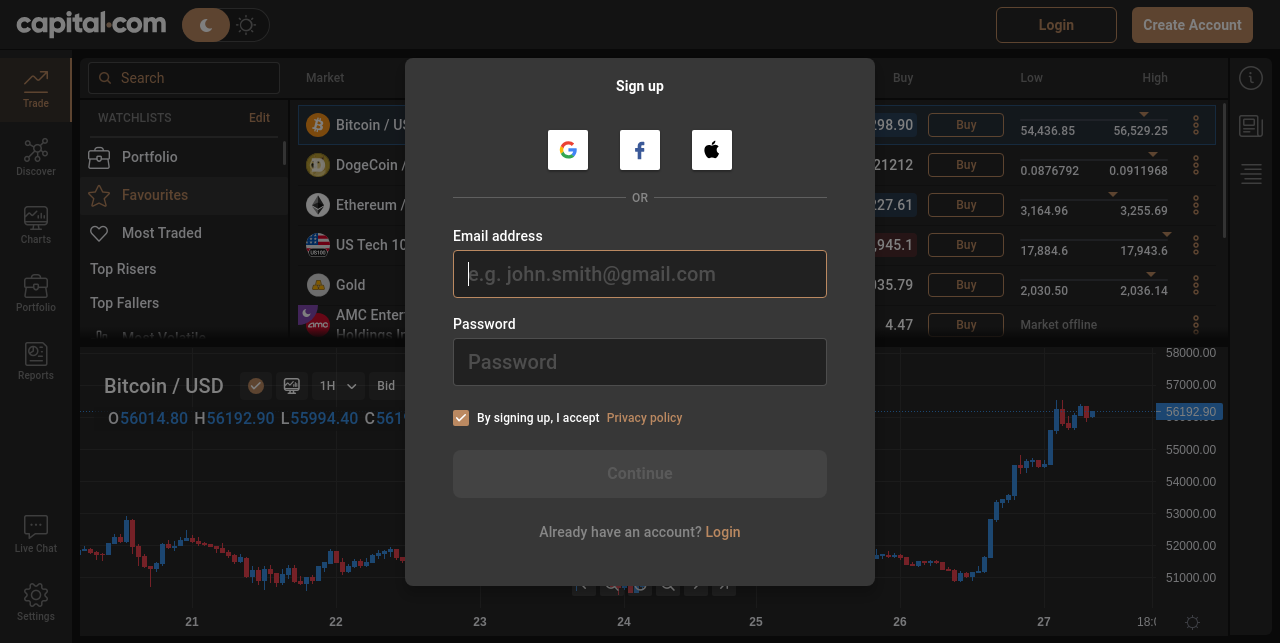 capital.com
Login
Create Account
Trade
Discover
Charts
Portfolio
Reports
Live Chat
Settings
Search
WATCHLISTS Edit
Portfolio
Favourites
Most Traded
Top Risers
Top Fallers
Most Volatile
Market Buy Low High
Bitcoin / US 298.90 Buy 54,436.85 56,529.25
DogeCoin / 21212 Buy 0.0876792 0.0911968
Ethereum / 27.61 Buy 3,164.96 3,255.69
US100
US Tech 10 ,945.1 Buy 17,884.6 17,943.6
Gold 035.79 Buy 2,030.50 2,036.14
amc
AMC Enter 4.47 Buy Market offline
Holdings In
Sign up
OR
Email address
e.g. john.smith@gmail.com
Password
Password
By signing up, I accept Privacy policy
Continue
Already have an account? Login
Bitcoin / USD 1H Bid
O56014.80 H56192.90 L55994.40 C5619
58000.00
57000.00
56192.90
55000.00
54000.00
53000.00
52000.00
51000.00
21 22 23 24 25 26 27 18:0